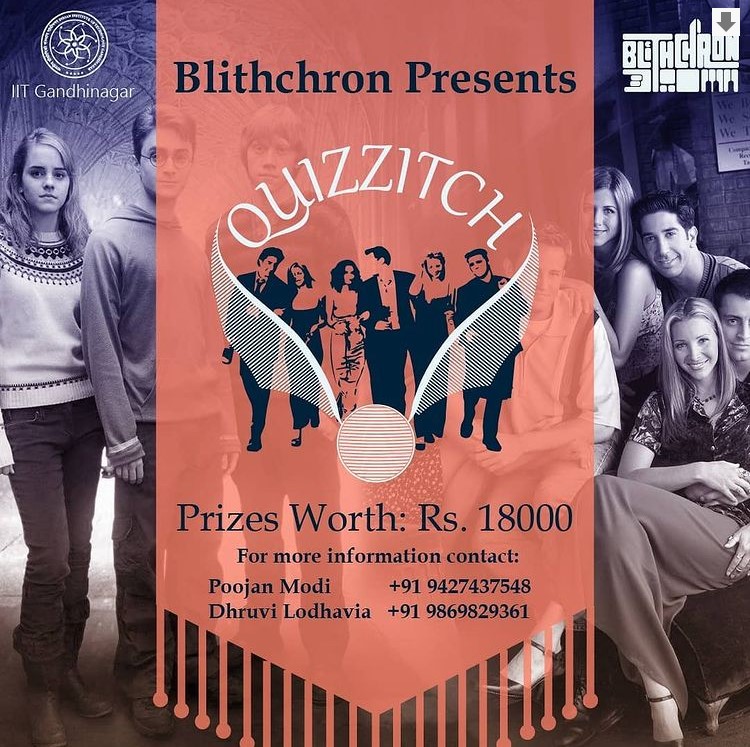 IIT Gandhinagar
BLITHCHRON
Blithchron Presents
QUIZZITCH
Prizes Worth: Rs. 18000
For more information contact:
Poojan Modi +91 9427437548
Dhruvi Lodhavia +91 9869829361